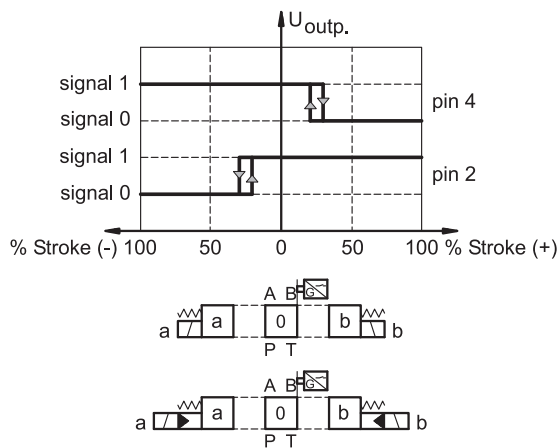 U outp.
signal 1
signal 0
pin 4
signal 1
signal 0
pin 2
% Stroke (-) 100 50 0 50 100 % Stroke (+)
A B G
a a 0 b b
P T
A B G
a a 0 b b
P T